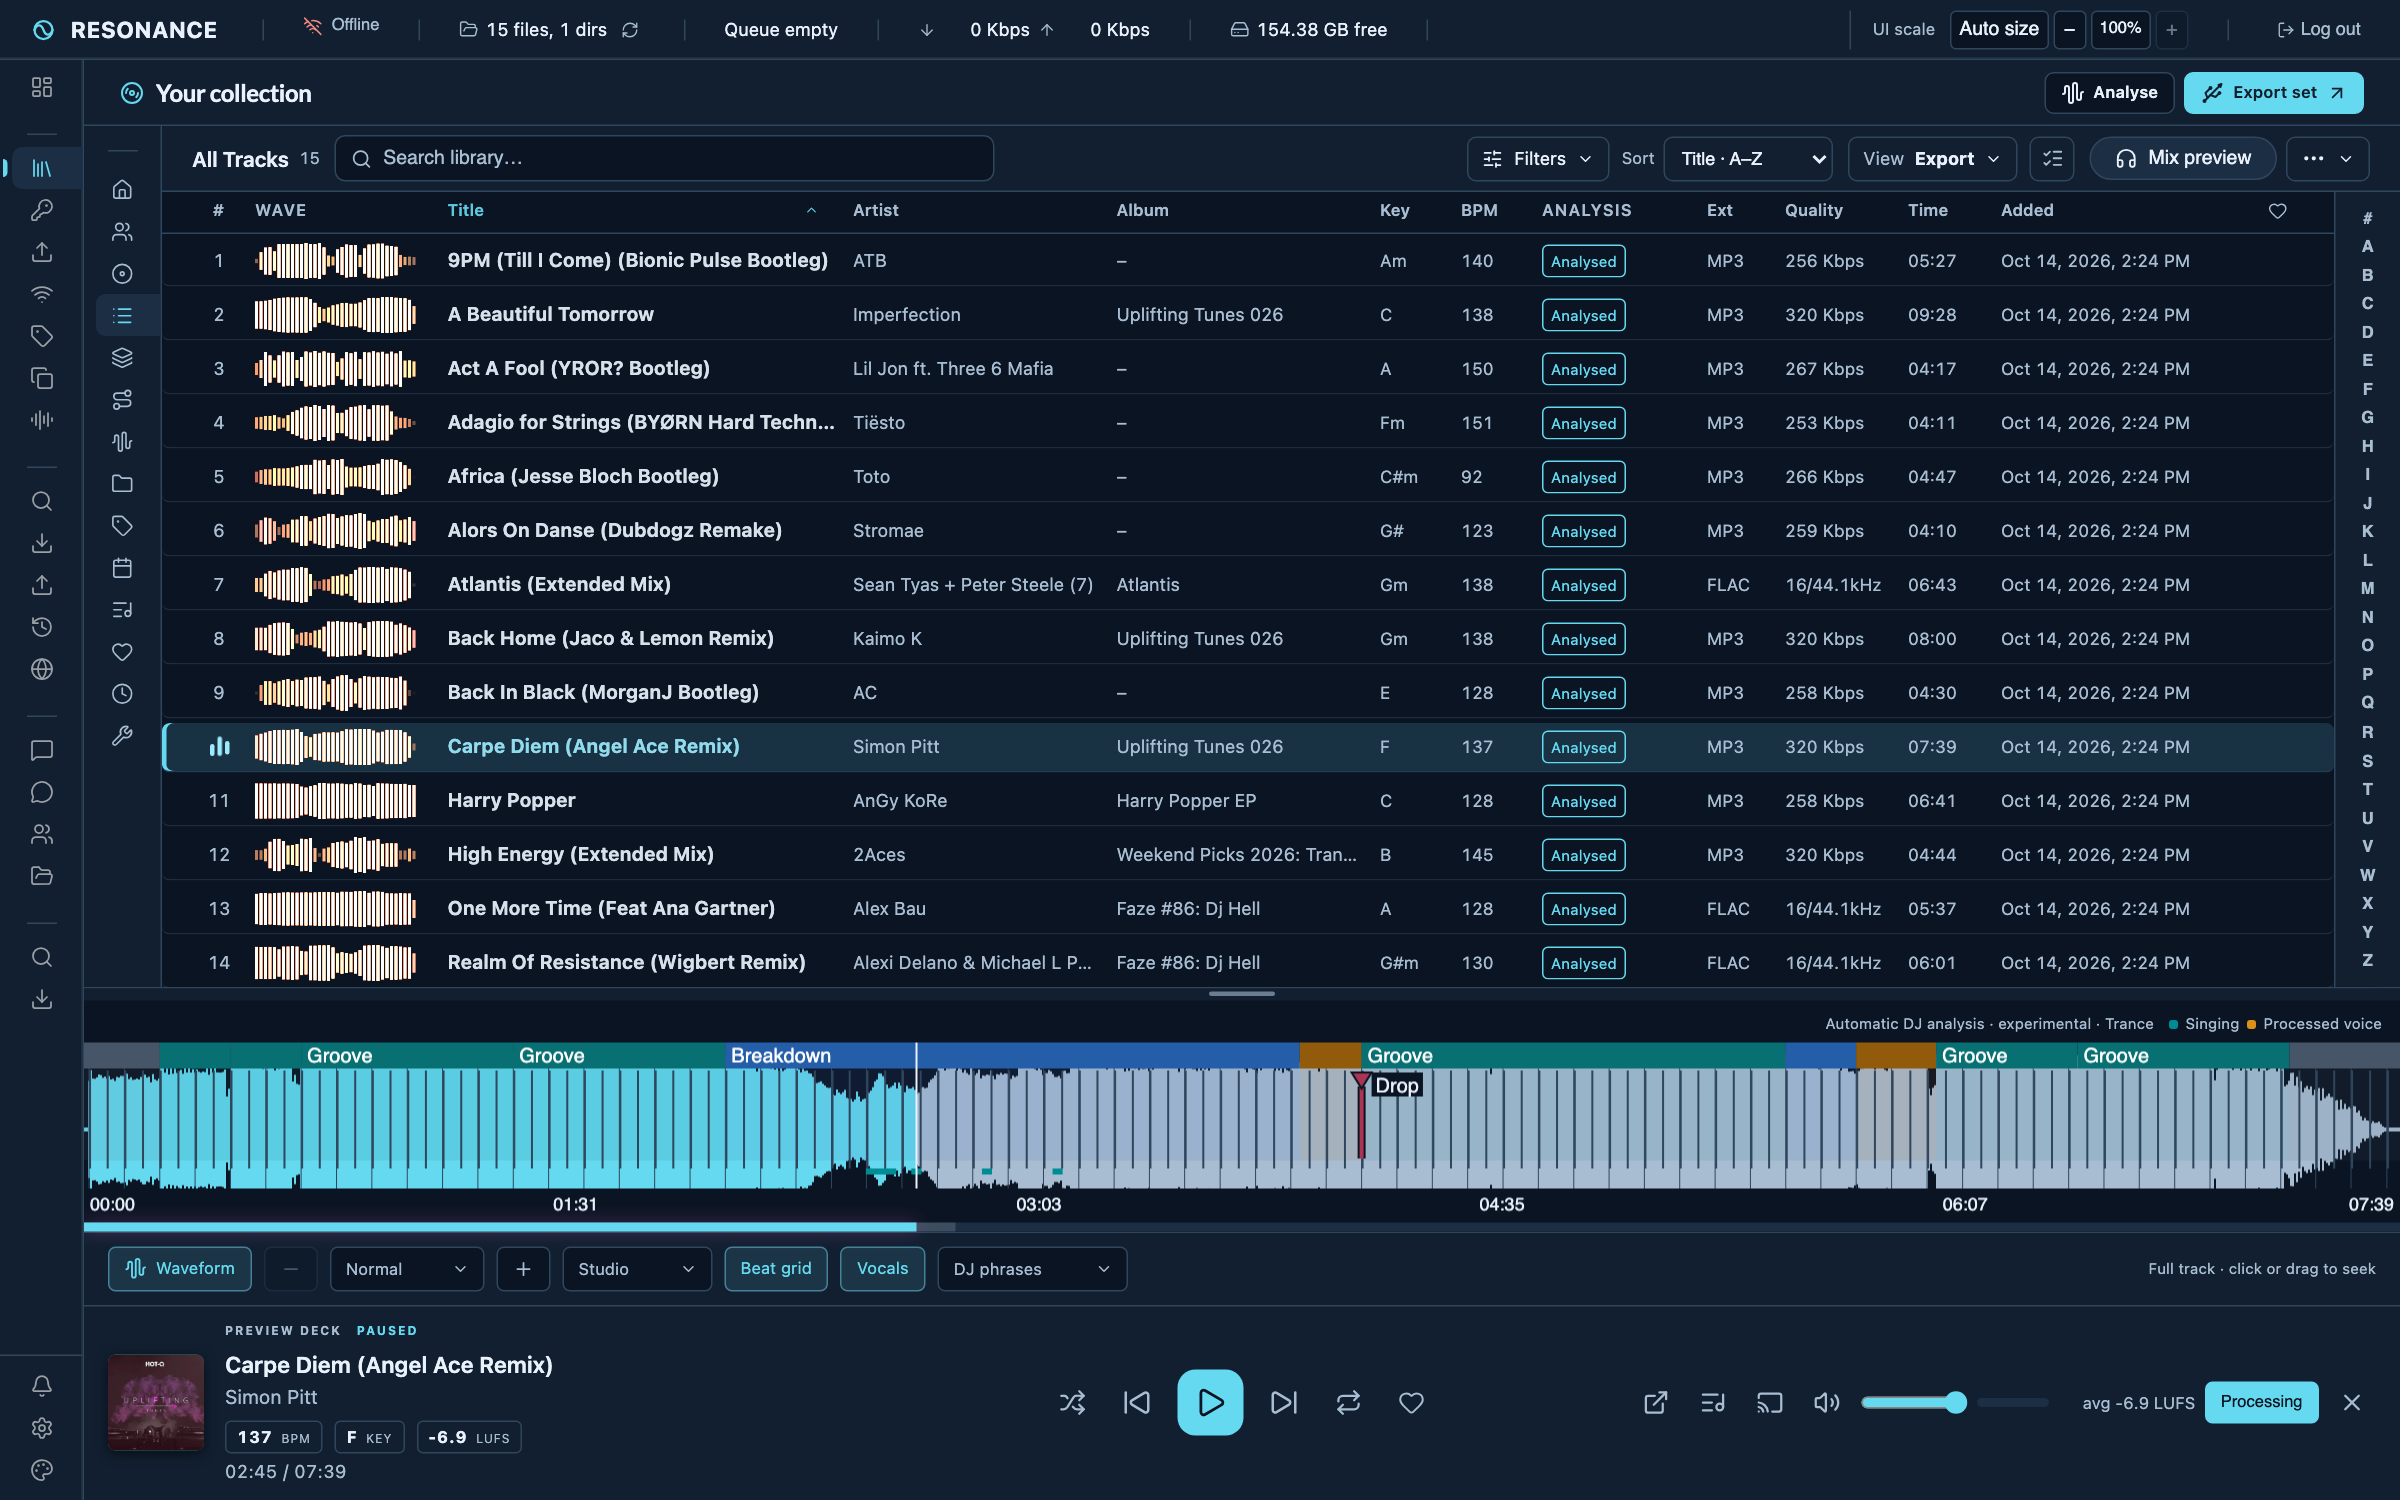 RESONANCE Offline 15 files, 1 dirs Queue empty 0 Kbps 0 Kbps 154.38 GB free UI scale Auto size − 100% + Log out
Your collection Analyse Export set
All Tracks 15 Search library... Filters Sort Title · A–Z View Export Mix preview
# WAVE Title Artist Album Key BPM ANALYSIS Ext Quality Time Added
1 9PM (Till I Come) (Bionic Pulse Bootleg) ATB – Am 140 Analysed MP3 256 Kbps 05:27 Oct 14, 2026, 2:24 PM
2 A Beautiful Tomorrow Imperfection Uplifting Tunes 026 C 138 Analysed MP3 320 Kbps 09:28 Oct 14, 2026, 2:24 PM
3 Act A Fool (YROR? Bootleg) Lil Jon ft. Three 6 Mafia – A 150 Analysed MP3 267 Kbps 04:17 Oct 14, 2026, 2:24 PM
4 Adagio for Strings (BYØRN Hard Techn... Tiësto – Fm 151 Analysed MP3 253 Kbps 04:11 Oct 14, 2026, 2:24 PM
5 Africa (Jesse Bloch Bootleg) Toto – C#m 92 Analysed MP3 266 Kbps 04:47 Oct 14, 2026, 2:24 PM
6 Alors On Danse (Dubdogz Remake) Stromae – G# 123 Analysed MP3 259 Kbps 04:10 Oct 14, 2026, 2:24 PM
7 Atlantis (Extended Mix) Sean Tyas + Peter Steele (7) Atlantis Gm 138 Analysed FLAC 16/44.1kHz 06:43 Oct 14, 2026, 2:24 PM
8 Back Home (Jaco & Lemon Remix) Kaimo K Uplifting Tunes 026 Gm 138 Analysed MP3 320 Kbps 08:00 Oct 14, 2026, 2:24 PM
9 Back In Black (MorganJ Bootleg) AC – E 128 Analysed MP3 258 Kbps 04:30 Oct 14, 2026, 2:24 PM
Carpe Diem (Angel Ace Remix) Simon Pitt Uplifting Tunes 026 F 137 Analysed MP3 320 Kbps 07:39 Oct 14, 2026, 2:24 PM
11 Harry Popper AnGy KoRe Harry Popper EP C 128 Analysed MP3 258 Kbps 06:41 Oct 14, 2026, 2:24 PM
12 High Energy (Extended Mix) 2Aces Weekend Picks 2026: Tran... B 145 Analysed MP3 320 Kbps 04:44 Oct 14, 2026, 2:24 PM
13 One More Time (Feat Ana Gartner) Alex Bau Faze #86: Dj Hell A 128 Analysed FLAC 16/44.1kHz 05:37 Oct 14, 2026, 2:24 PM
14 Realm Of Resistance (Wigbert Remix) Alexi Delano & Michael L P... Faze #86: Dj Hell G#m 130 Analysed FLAC 16/44.1kHz 06:01 Oct 14, 2026, 2:24 PM
#
A
B
C
D
E
F
G
H
I
J
K
L
M
N
O
P
Q
R
S
T
U
V
W
X
Y
Z
Automatic DJ analysis · experimental · Trance Singing Processed voice
Groove Groove Breakdown Groove Groove Groove
Drop
00:00 01:31 03:03 04:35 06:07 07:39
Waveform − Normal + Studio Beat grid Vocals DJ phrases Full track · click or drag to seek
PREVIEW DECK PAUSED
Carpe Diem (Angel Ace Remix)
Simon Pitt
137 BPM F KEY -6.9 LUFS
02:45 / 07:39
HOT-Q
UPLIFTING
avg -6.9 LUFS Processing